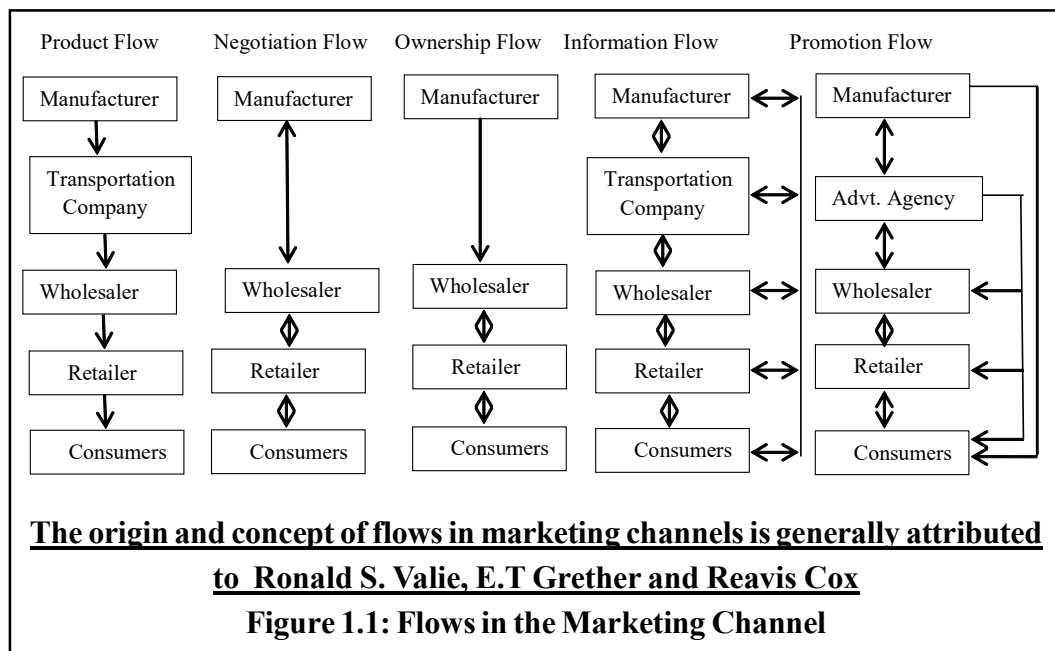 Product Flow
Manufacturer
Transportation
Company
Wholesaler
Retailer
Consumers
Negotiation Flow
Manufacturer
Wholesaler
Retailer
Consumers
Ownership Flow
Manufacturer
Wholesaler
Retailer
Consumers
Information Flow
Manufacturer
Transportation
Company
Wholesaler
Retailer
Consumers
Promotion Flow
Manufacturer
Advt. Agency
Wholesaler
Retailer
Consumers
The origin and concept of flows in marketing channels is generally attributed
to Ronald S. Valie, E.T Grether and Reavis Cox
Figure 1.1: Flows in the Marketing Channel